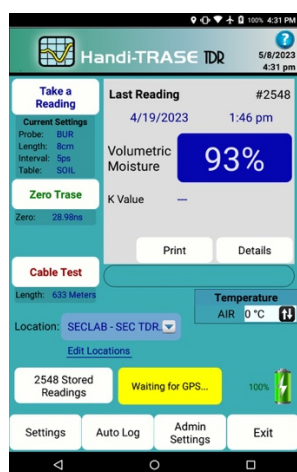 100% 4:31 PM
Handi-TRASE TDR
?
5/8/2023
4:31 pm
Take a
Reading
Current Settings
Probe: BUR
Length: 8cm
Interval: 5ps
Table: SOIL
Zero Trase
Zero: 28.98ns
Cable Test
Length: 633 Meters
Last Reading #2548
4/19/2023 1:46 pm
Volumetric
Moisture
93%
K Value —
Print Details
Temperature
AIR 0 °C
Location: SECLAB - SEC TDR.
Edit Locations
2548 Stored
Readings
Waiting for GPS...
100%
Settings Auto Log Admin
Settings Exit